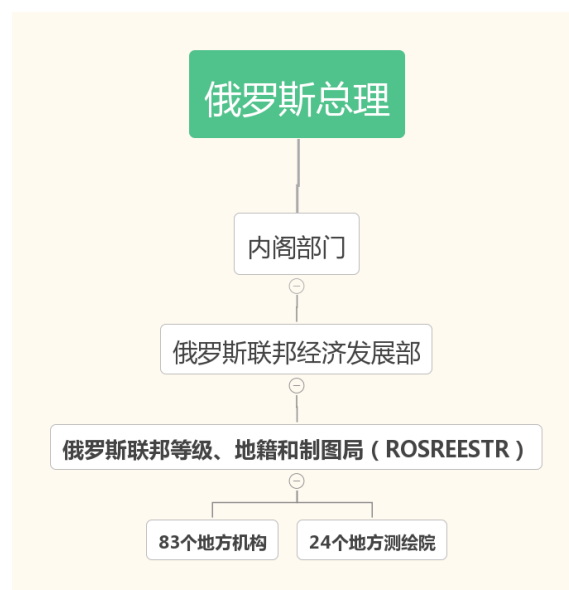 俄罗斯总理
内阁部门
俄罗斯联邦经济发展部
俄罗斯联邦等级、地籍和制图局（ROSREESTR）
83个地方机构
24个地方测绘院